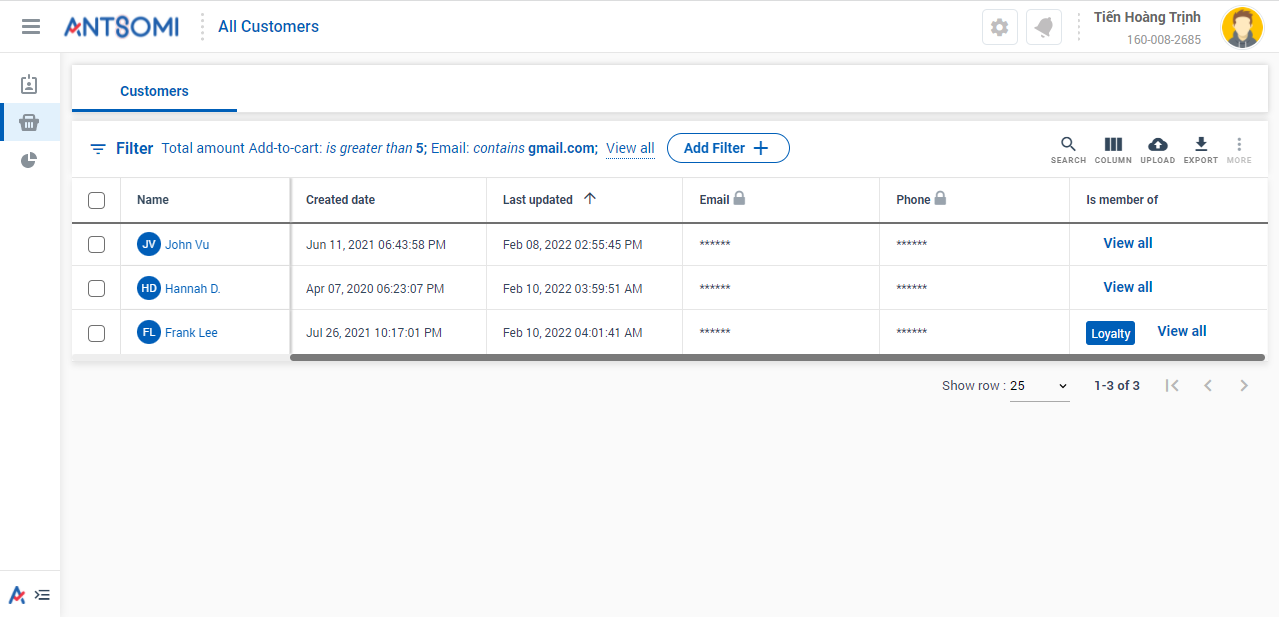 ANTSOMI
All Customers
Tiến Hoàng Trịnh
160-008-2685
Customers
Filter Total amount Add-to-cart: is greater than 5; Email: contains gmail.com; View all Add Filter
SEARCH COLUMN UPLOAD EXPORT MORE
Name Created date Last updated Email Phone Is member of
JV John Vu Jun 11, 2021 06:43:58 PM Feb 08, 2022 02:55:45 PM ****** ****** View all
HD Hannah D. Apr 07, 2020 06:23:07 PM Feb 10, 2022 03:59:51 AM ****** ****** View all
FL Frank Lee Jul 26, 2021 10:17:01 PM Feb 10, 2022 04:01:41 AM ****** ****** Loyalty View all
Show row : 25 1-3 of 3